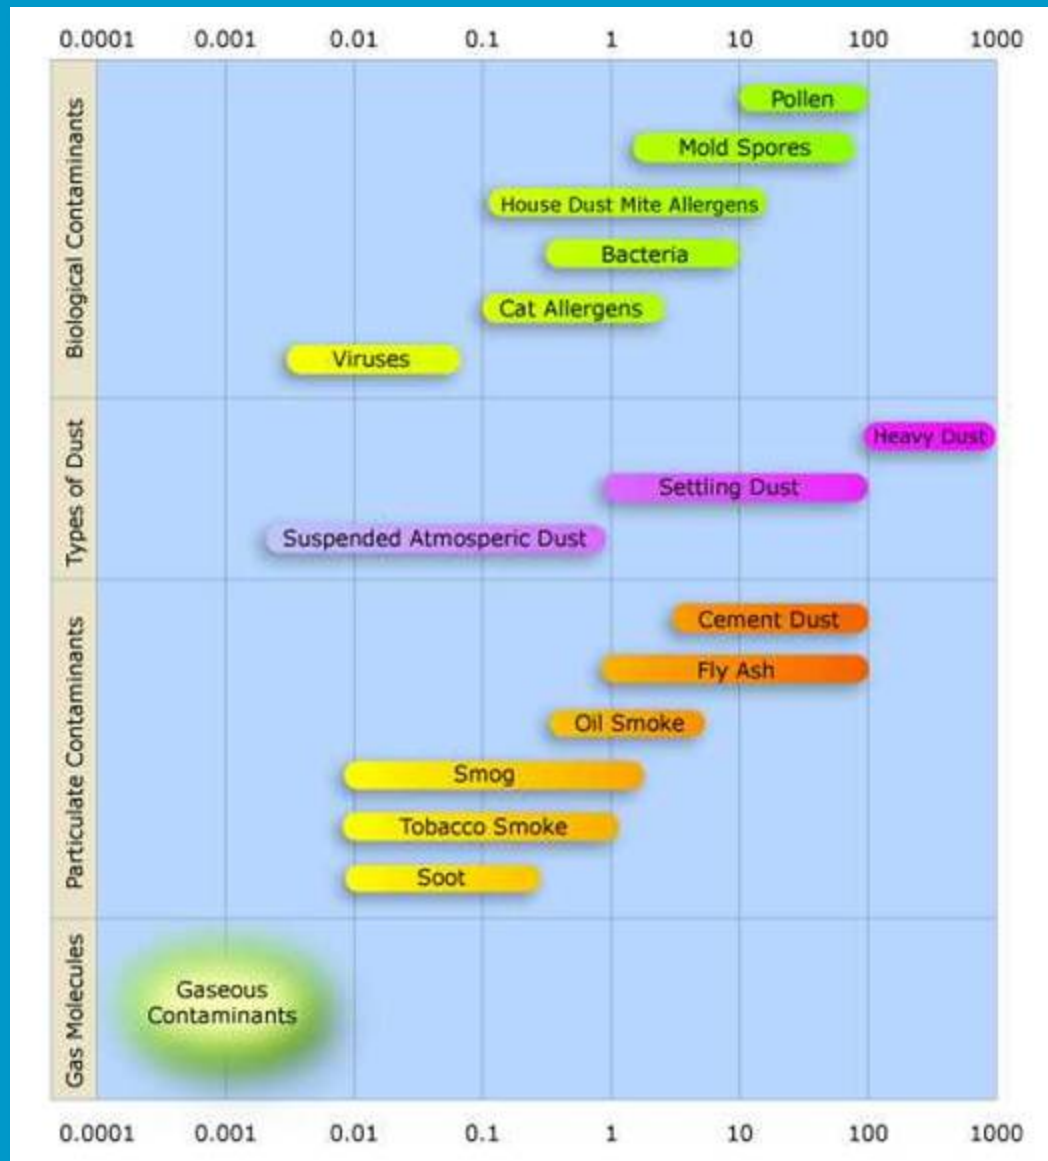 0.0001 0.001 0.01 0.1 1 10 100 1000
Biological Contaminants
Pollen
Mold Spores
House Dust Mite Allergens
Bacteria
Cat Allergens
Viruses
Types of Dust
Heavy Dust
Settling Dust
Suspended Atmosperic Dust
Particulate Contaminants
Cement Dust
Fly Ash
Oil Smoke
Smog
Tobacco Smoke
Soot
Gas Molecules
Gaseous
Contaminants
0.0001 0.001 0.01 0.1 1 10 100 1000